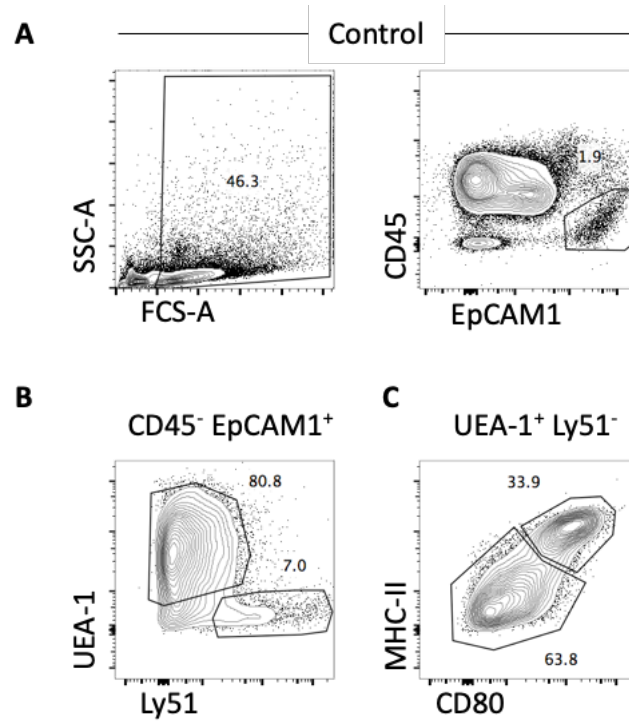 A
Control
SSC-A
46.3
FCS-A
CD45
1.9
EpCAM1
B
CD45⁻ EpCAM1⁺
UEA-1
80.8
7.0
Ly51
C
UEA-1⁺ Ly51⁻
MHC-II
33.9
63.8
CD80